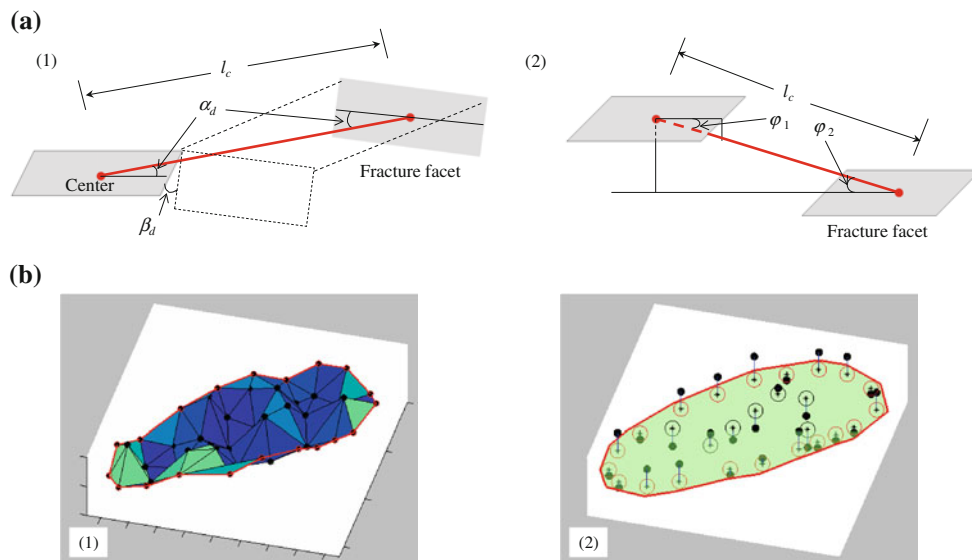 (a)
(1)
l_c
α_d
Center
Fracture facet
β_d
(2)
l_c
φ_1
φ_2
Fracture facet
(b)
(1)
(2)